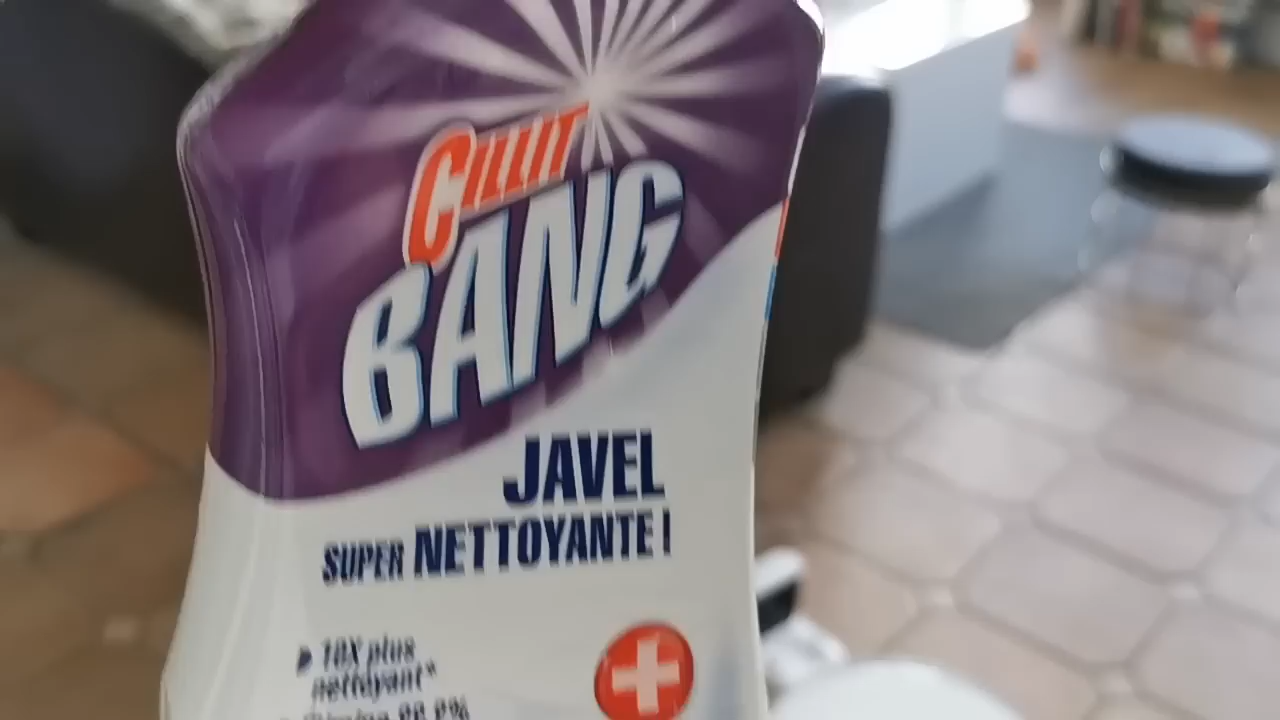 CILLIT
BANG
JAVEL
SUPER NETTOYANTE !
10X plus
nettoyant*